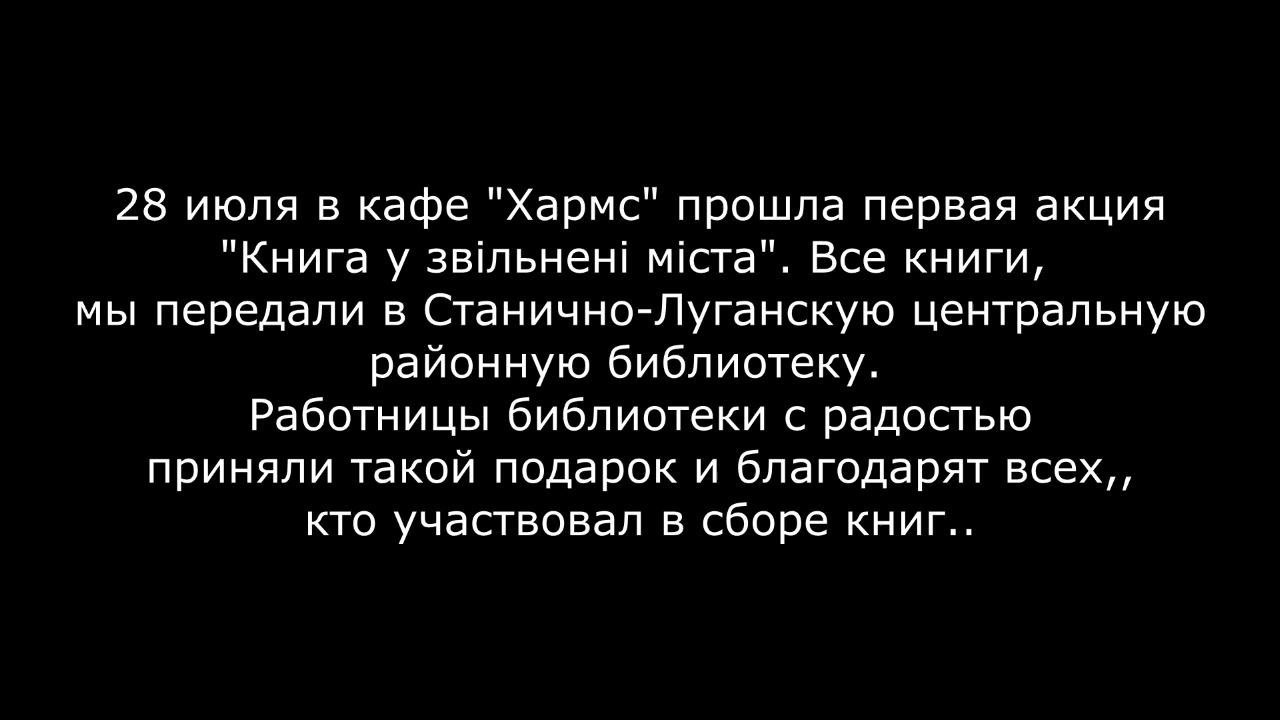 28 июля в кафе "Хармс" прошла первая акция
"Книга у звільнені міста". Все книги,
мы передали в Станично-Луганскую центральную
районную библиотеку.
Работницы библиотеки с радостью
приняли такой подарок и благодарят всех,,
кто участвовал в сборе книг..